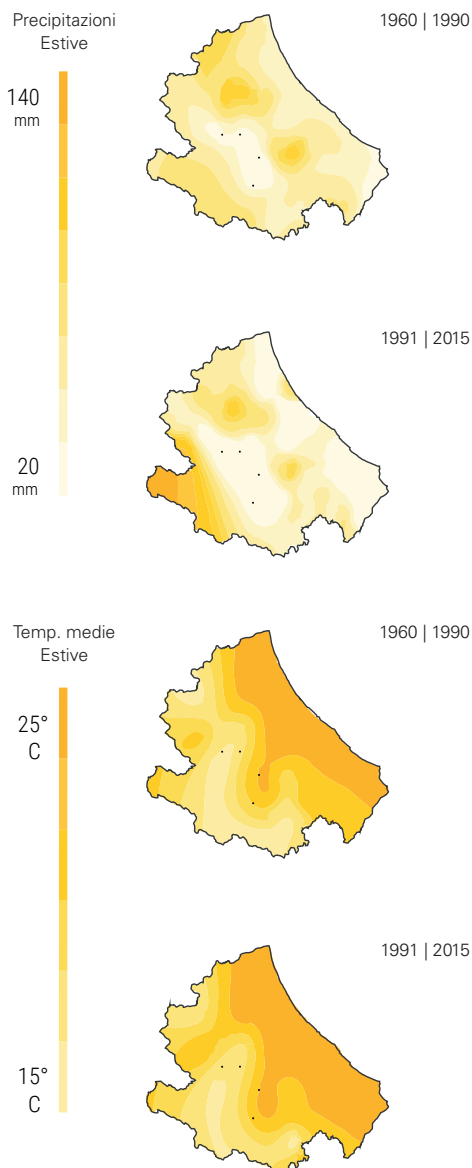 Precipitazioni
Estive
1960 | 1990
140
mm
1991 | 2015
20
mm
Temp. medie
Estive
1960 | 1990
25°
C
1991 | 2015
15°
C